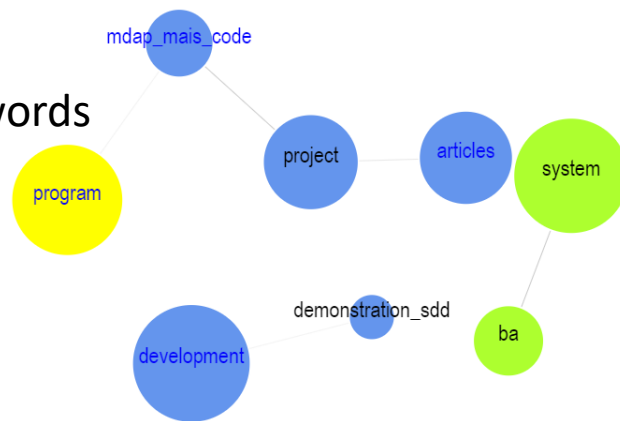 mdap_mais_code
words
project
articles
system
program
demonstration_sdd
ba
development